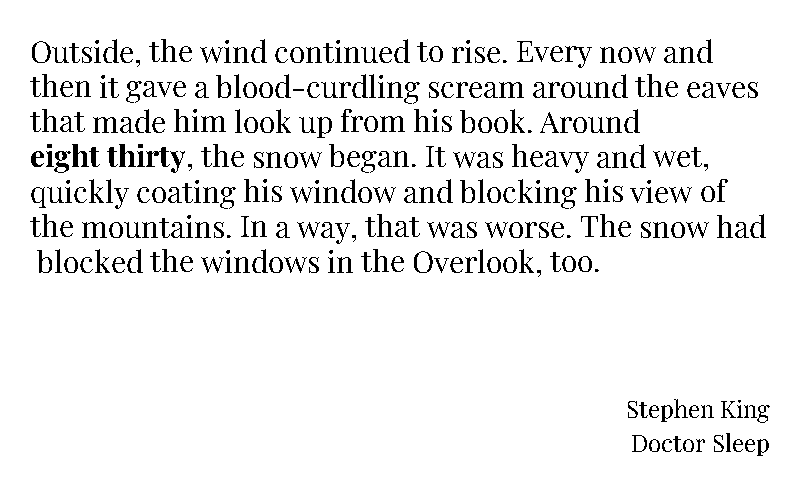 Outside, the wind continued to rise. Every now and
then it gave a blood-curdling scream around the eaves
that made him look up from his book. Around
eight thirty, the snow began. It was heavy and wet,
quickly coating his window and blocking his view of
the mountains. In a way, that was worse. The snow had
blocked the windows in the Overlook, too.
Stephen King
Doctor Sleep